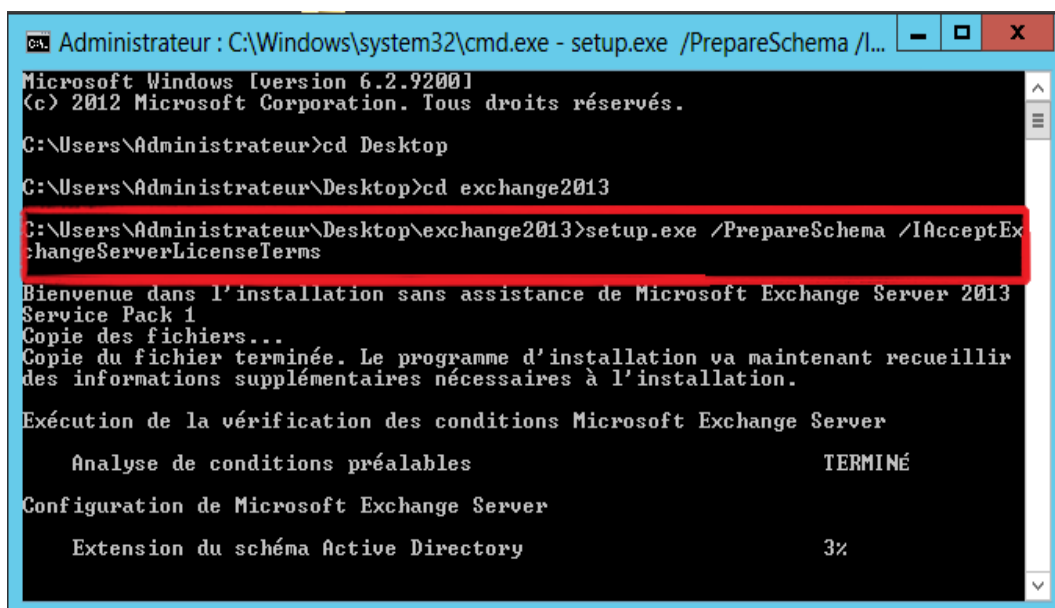 Administrateur : C:\Windows\system32\cmd.exe - setup.exe /PrepareSchema /I...
Microsoft Windows [version 6.2.9200]
(c) 2012 Microsoft Corporation. Tous droits réservés.
C:\Users\Administrateur>cd Desktop
C:\Users\Administrateur\Desktop>cd exchange2013
C:\Users\Administrateur\Desktop\exchange2013>setup.exe /PrepareSchema /IAcceptEx
changeServerLicenseTerms
Bienvenue dans l'installation sans assistance de Microsoft Exchange Server 2013
Service Pack 1
Copie des fichiers...
Copie du fichier terminée. Le programme d'installation va maintenant recueillir
des informations supplémentaires nécessaires à l'installation.
Exécution de la vérification des conditions Microsoft Exchange Server
Analyse de conditions préalables TERMINÉ
Configuration de Microsoft Exchange Server
Extension du schéma Active Directory 3%